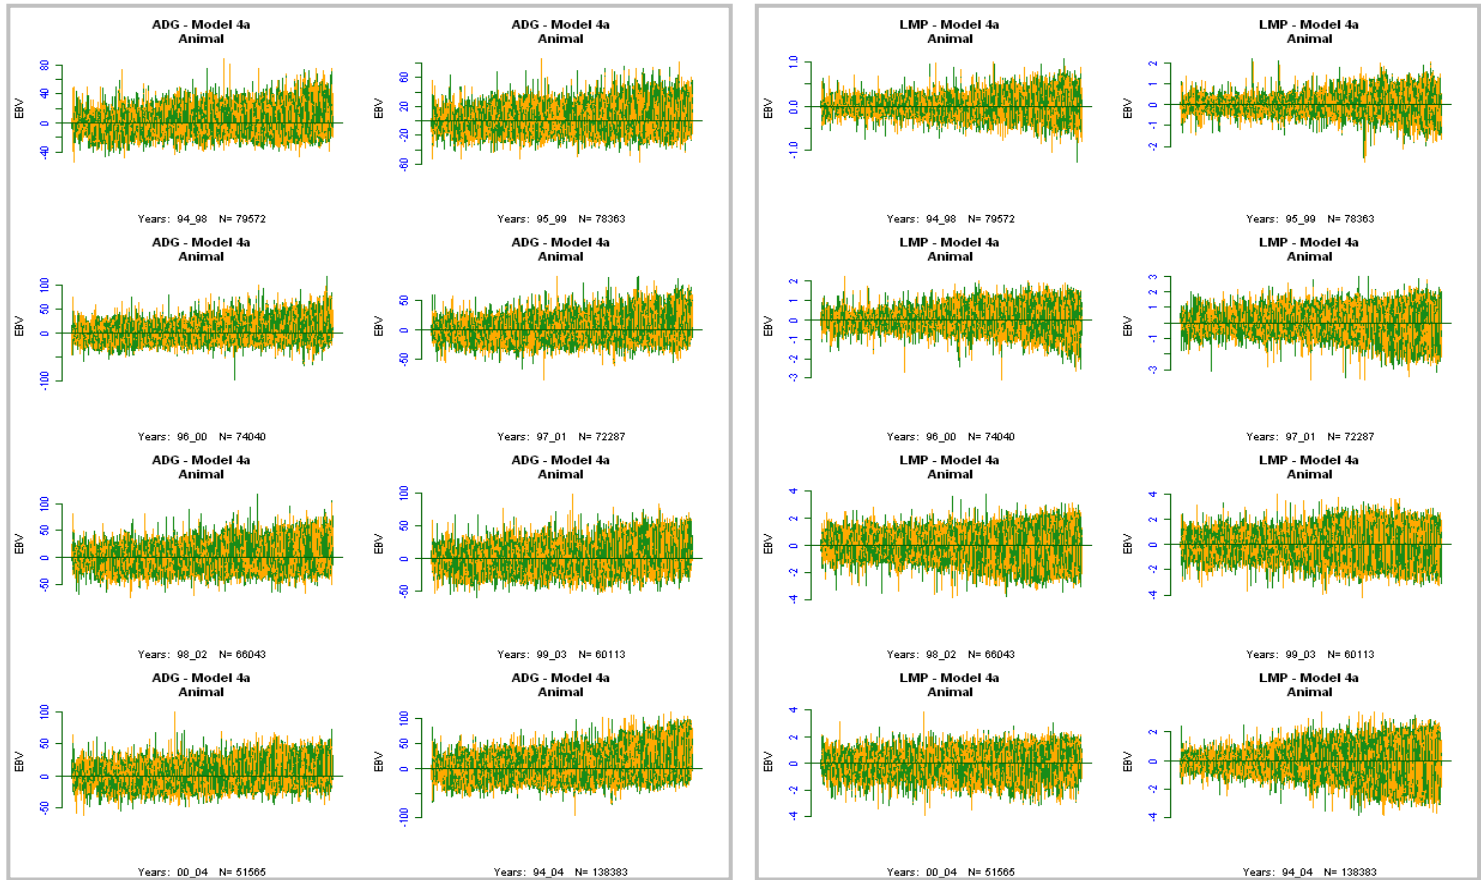 ADG - Model 4a
Animal
EBV
80
40
0
-40
Years: 94_98 N= 79572
ADG - Model 4a
Animal
EBV
60
20
-20
-60
Years: 95_99 N= 78363
ADG - Model 4a
Animal
EBV
100
50
0
-100
Years: 96_00 N= 74040
ADG - Model 4a
Animal
EBV
50
0
-50
Years: 97_01 N= 72287
ADG - Model 4a
Animal
EBV
100
50
0
-50
Years: 98_02 N= 66043
ADG - Model 4a
Animal
EBV
100
50
0
-50
Years: 99_03 N= 60113
ADG - Model 4a
Animal
EBV
100
50
0
-50
Years: 00_04 N= 51565
ADG - Model 4a
Animal
EBV
100
50
0
-100
Years: 94_04 N= 138383
LMP - Model 4a
Animal
EBV
1.0
0.0
-1.0
Years: 94_98 N= 79572
LMP - Model 4a
Animal
EBV
2
1
0
-1
-2
Years: 95_99 N= 78363
LMP - Model 4a
Animal
EBV
2
1
0
-1
-2
-3
Years: 96_00 N= 74040
LMP - Model 4a
Animal
EBV
3
1
-1
-3
Years: 97_01 N= 72287
LMP - Model 4a
Animal
EBV
4
2
0
-2
-4
Years: 98_02 N= 66043
LMP - Model 4a
Animal
EBV
4
2
0
-2
-4
Years: 99_03 N= 60113
LMP - Model 4a
Animal
EBV
4
2
0
-2
-4
Years: 00_04 N= 51565
LMP - Model 4a
Animal
EBV
2
0
-2
-4
Years: 94_04 N= 138383